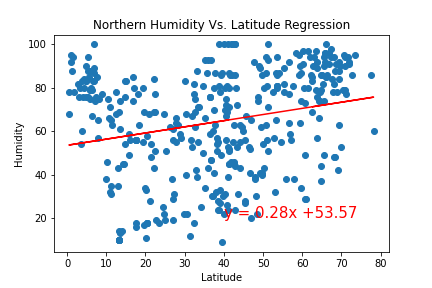 Northern Humidity Vs. Latitude Regression
100
80
60
40
20
Humidity
y = 0.28x +53.57
0 10 20 30 40 50 60 70 80
Latitude